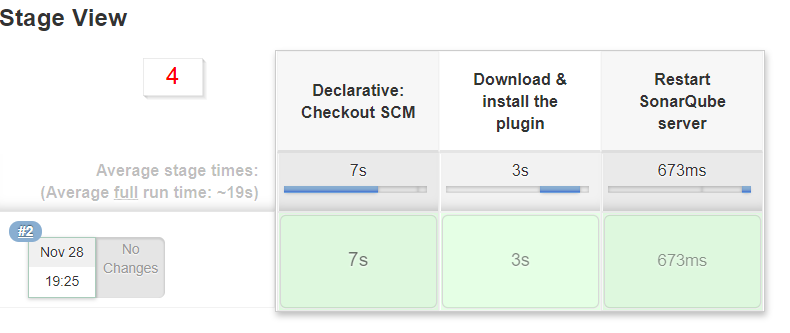 Stage View
4
Declarative:
Checkout SCM
Download &
install the
plugin
Restart
SonarQube
server
Average stage times:
(Average full run time: ~19s)
7s
3s
673ms
#2
Nov 28
19:25
No
Changes
7s
3s
673ms